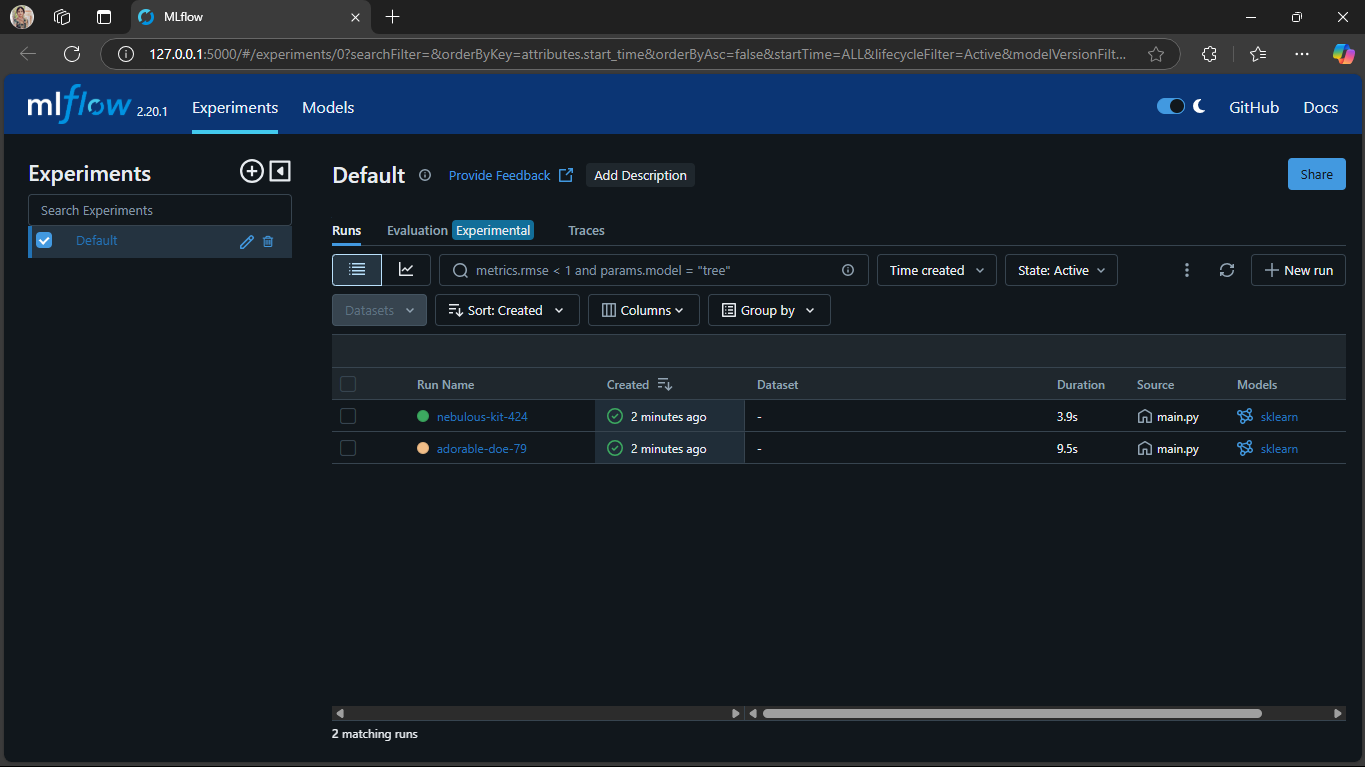 MLflow
127.0.0.1:5000/#/experiments/0?searchFilter=&orderByKey=attributes.start_time&orderByAsc=false&startTime=ALL&lifecycleFilter=Active&modelVersionFilt...
mlflow 2.20.1 Experiments Models GitHub Docs
Experiments
Search Experiments
Default
Default Provide Feedback Add Description Share
Runs Evaluation Experimental Traces
metrics.rmse < 1 and params.model = "tree" Time created State: Active New run
Datasets Sort: Created Columns Group by
Run Name Created Dataset Duration Source Models
nebulous-kit-424 2 minutes ago - 3.9s main.py sklearn
adorable-doe-79 2 minutes ago - 9.5s main.py sklearn
2 matching runs